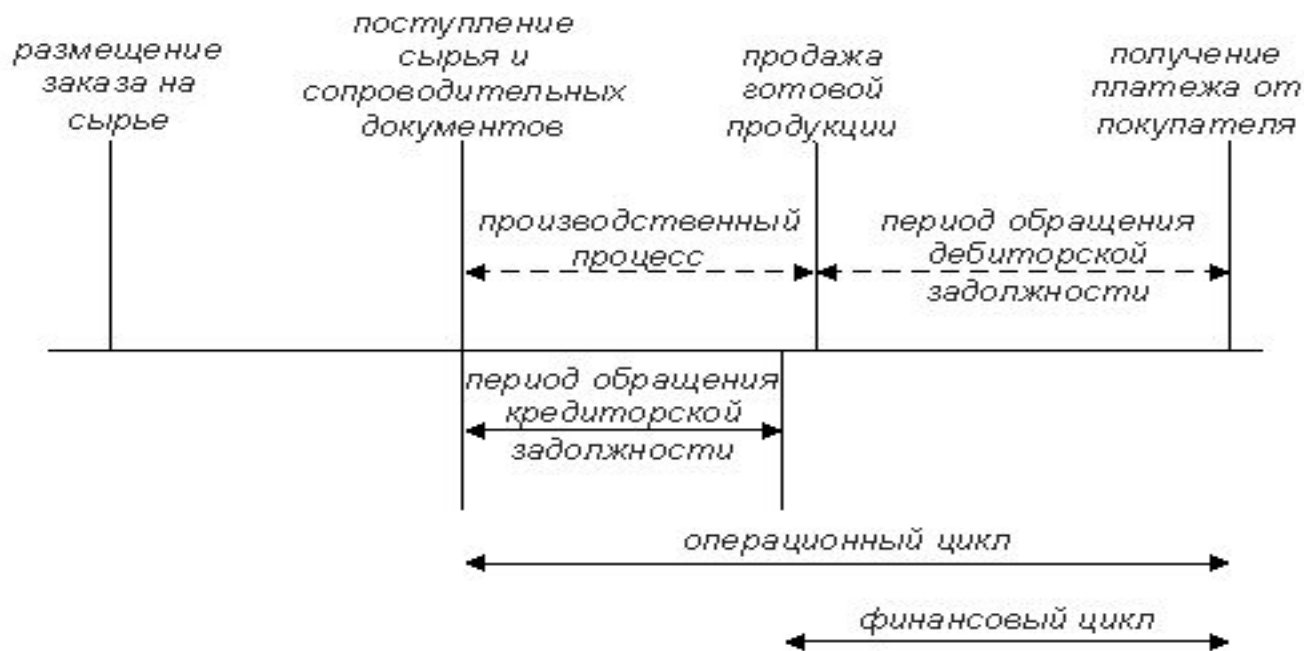 размещение
заказа на
сырье
поступление
сырья и
сопроводительных
документов
продажа
готовой
продукции
получение
платежа от
покупателя
производственный
процесс
период обращения
дебиторской
задолжности
период обращения
кредиторской
задолжности
операционный цикл
финансовый цикл